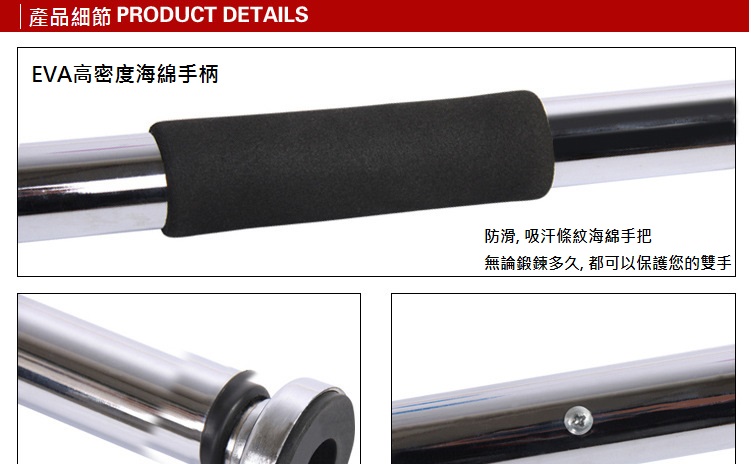 產品細節 PRODUCT DETAILS
EVA高密度海綿手柄
防滑, 吸汗條紋海綿手把
無論鍛鍊多久, 都可以保護您的雙手